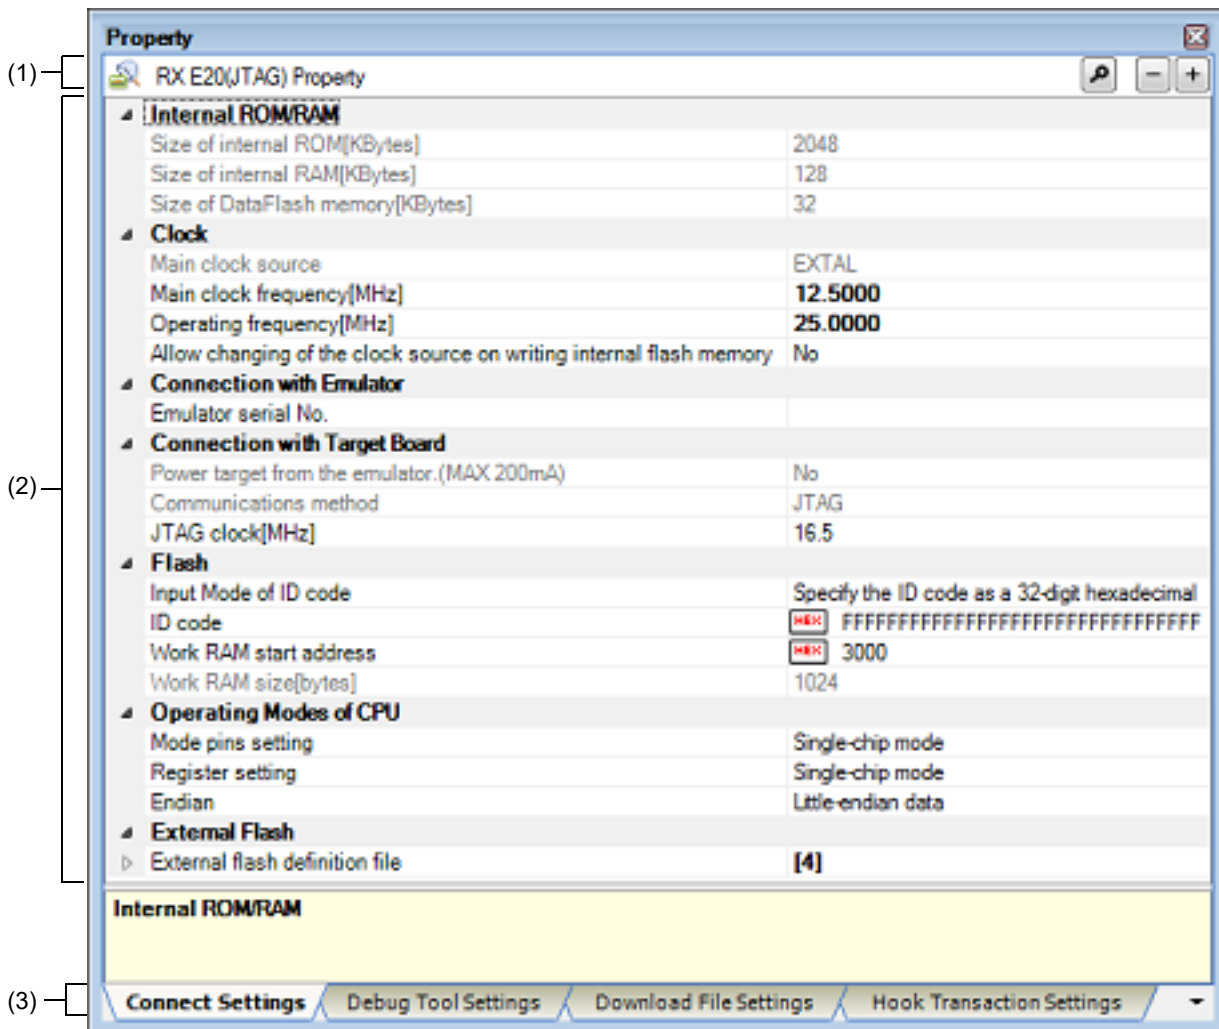 Property
(1) RX E20(JTAG) Property
Internal ROM/RAM
Size of internal ROM[KBytes] 2048
Size of internal RAM[KBytes] 128
Size of DataFlash memory[KBytes] 32
Clock
Main clock source EXTAL
Main clock frequency[MHz] 12.5000
Operating frequency[MHz] 25.0000
Allow changing of the clock source on writing internal flash memory No
Connection with Emulator
Emulator serial No.
Connection with Target Board
Power target from the emulator.(MAX 200mA) No
(2) Communications method JTAG
JTAG clock[MHz] 16.5
Flash
Input Mode of ID code Specify the ID code as a 32-digit hexadecimal
ID code HEX FFFFFFFFFFFFFFFFFFFFFFFFFFFFFFFF
Work RAM start address HEX 3000
Work RAM size[bytes] 1024
Operating Modes of CPU
Mode pins setting Single-chip mode
Register setting Single-chip mode
Endian Little-endian data
External Flash
External flash definition file [4]
Internal ROM/RAM
(3) Connect Settings Debug Tool Settings Download File Settings Hook Transaction Settings